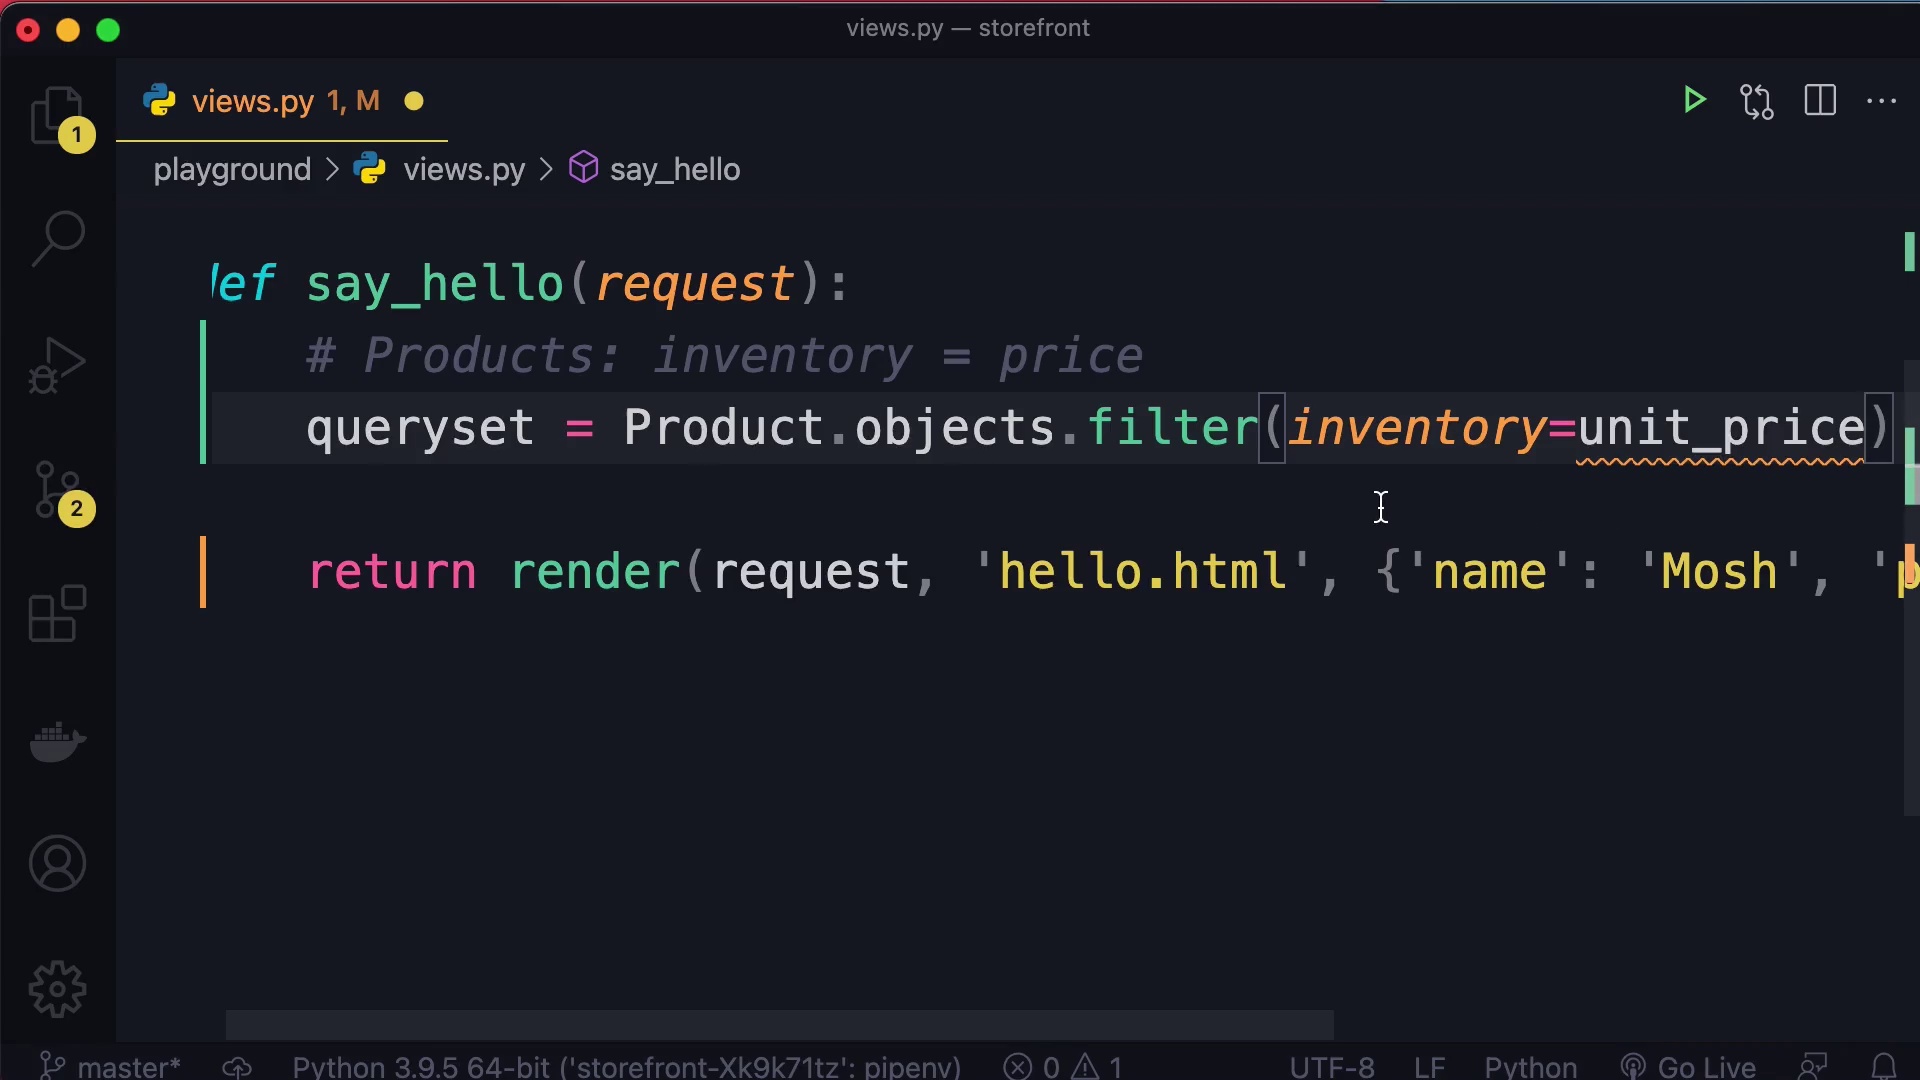 views.py — storefront
views.py 1, M
1
playground > views.py > say_hello
def say_hello(request):
# Products: inventory = price
queryset = Product.objects.filter(inventory=unit_price)
2
return render(request, 'hello.html', {'name': 'Mosh', 'p
master* Python 3.9.5 64-bit ('storefront-Xk9k71tz': pipenv) 0 1 UTF-8 LF Python Go Live